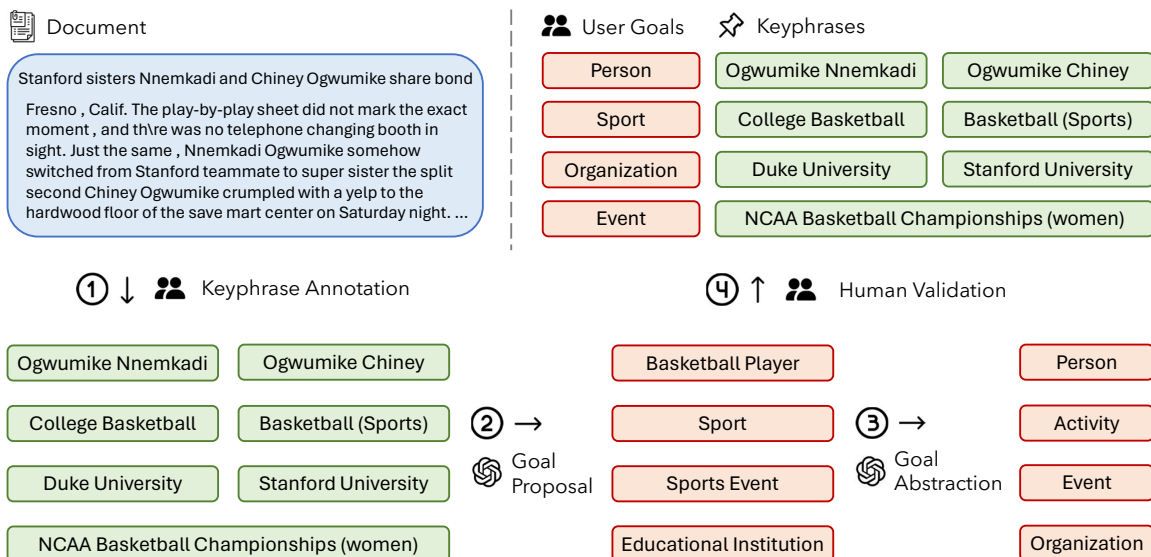 Document
Stanford sisters Nnemkadi and Chiney Ogwumike share bond
Fresno , Calif. The play-by-play sheet did not mark the exact
moment , and th\re was no telephone changing booth in
sight. Just the same , Nnemkadi Ogwumike somehow
switched from Stanford teammate to super sister the split
second Chiney Ogwumike crumpled with a yelp to the
hardwood floor of the save mart center on Saturday night. ...
User Goals
Keyphrases
Person
Ogwumike Nnemkadi
Ogwumike Chiney
Sport
College Basketball
Basketball (Sports)
Organization
Duke University
Stanford University
Event
NCAA Basketball Championships (women)
1 ↓ Keyphrase Annotation
4 ↑ Human Validation
Ogwumike Nnemkadi
Ogwumike Chiney
College Basketball
Basketball (Sports)
Duke University
Stanford University
NCAA Basketball Championships (women)
2 →
Goal
Proposal
Basketball Player
Sport
Sports Event
Educational Institution
3 →
Goal
Abstraction
Person
Activity
Event
Organization